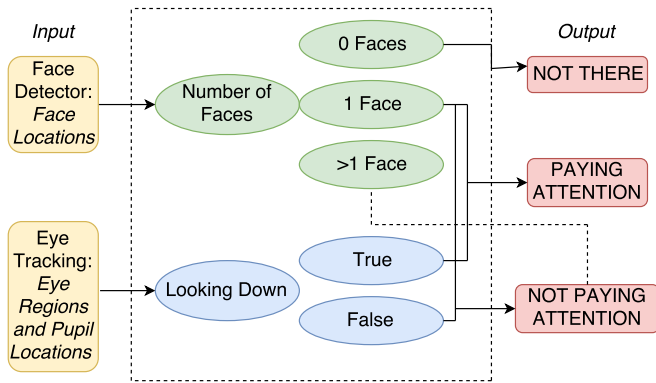 Input
Output
Face
Detector:
Face
Locations
Number of
Faces
0 Faces
1 Face
>1 Face
NOT THERE
PAYING
ATTENTION
Eye
Tracking:
Eye
Regions
and Pupil
Locations
Looking Down
True
False
NOT PAYING
ATTENTION